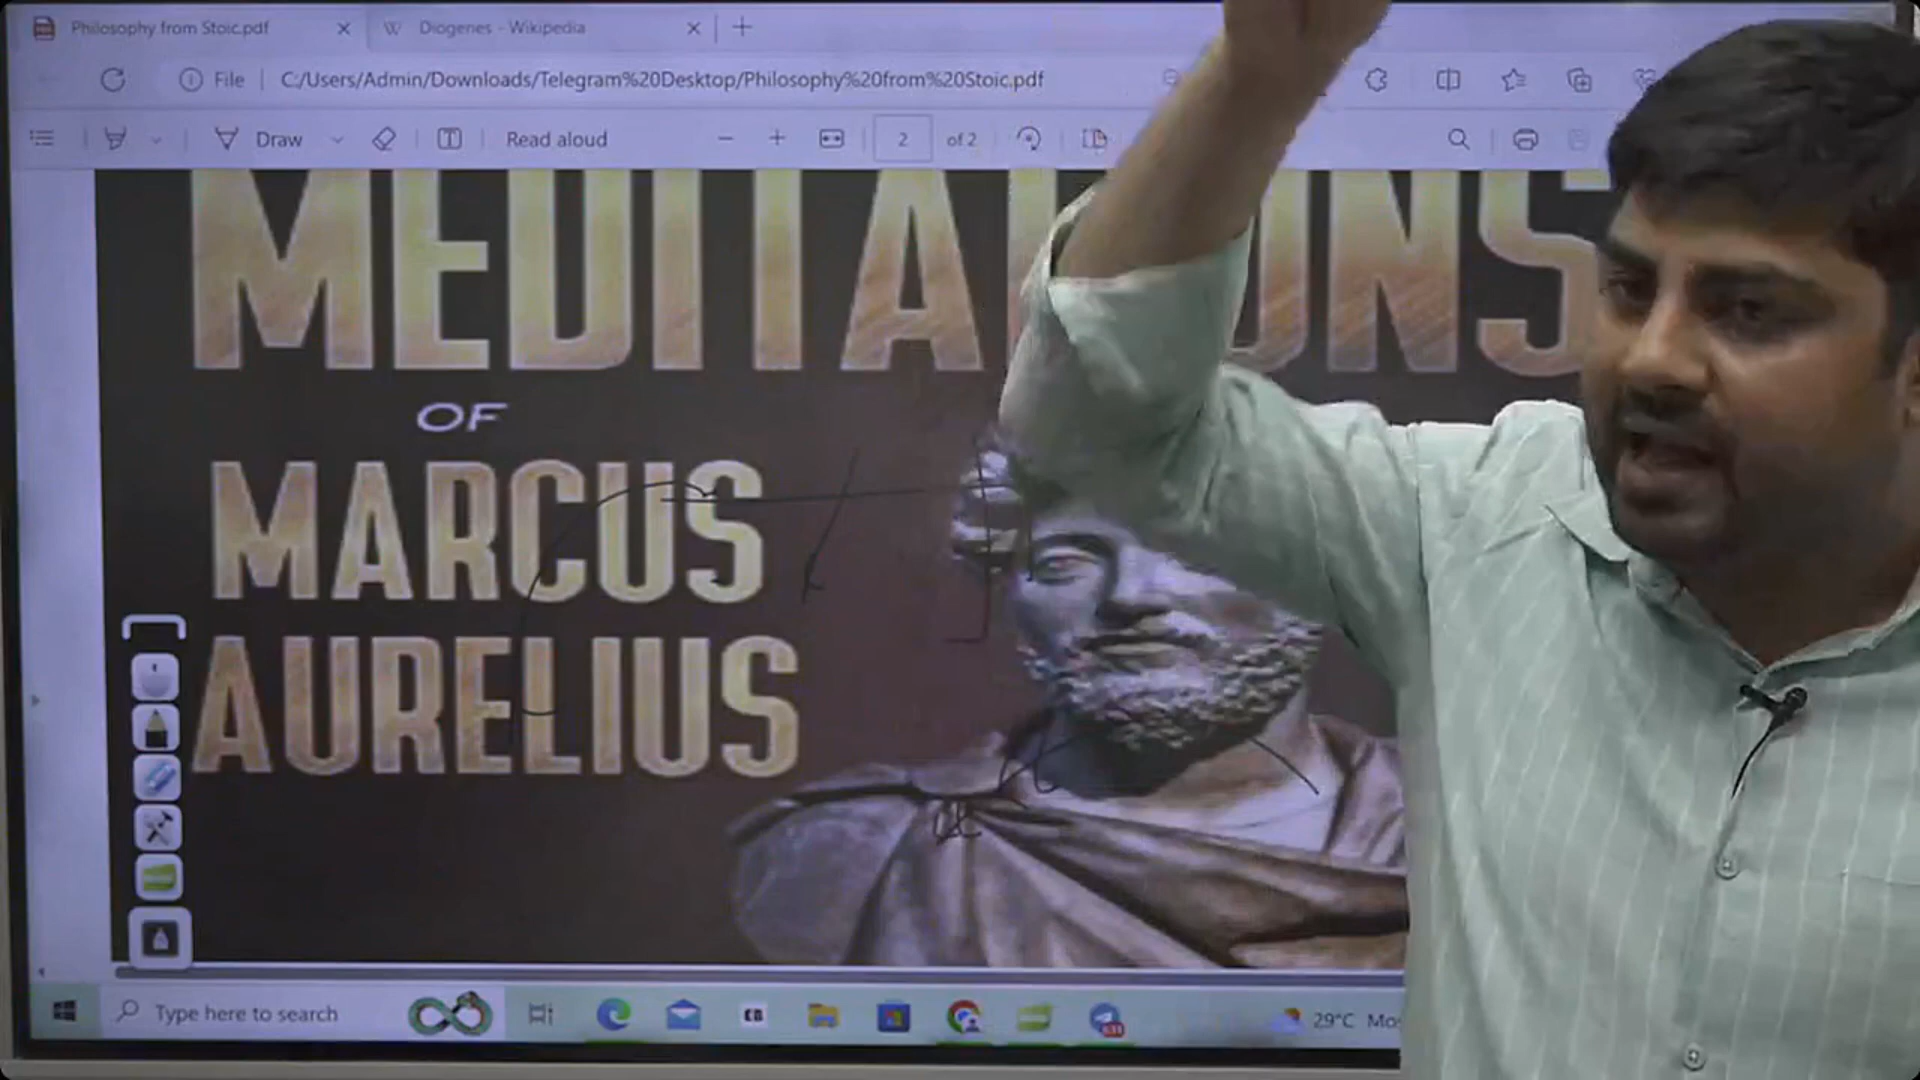 Philosophy from Stoic.pdf
W Diogenes - Wikipedia
File C:/Users/Admin/Downloads/Telegram%20Desktop/Philosophy%20from%20Stoic.pdf
Draw Read aloud 2 of 2
MEDITATIONS
OF
MARCUS
AURELIUS
Type here to search 29°C